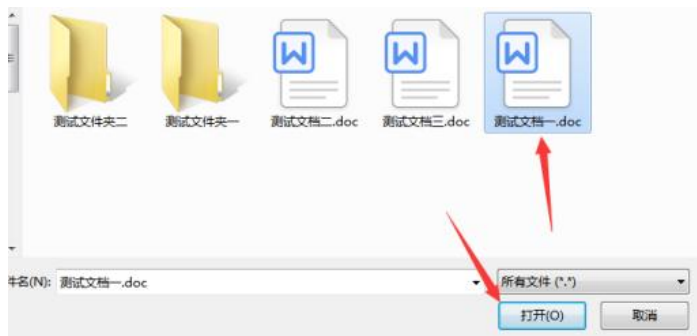 测试文件夹二 测试文件夹一 测试文档二.doc 测试文档三.doc 测试文档一.doc
件名(N): 测试文档一.doc 所有文件 (*.*)
打开(O) 取消